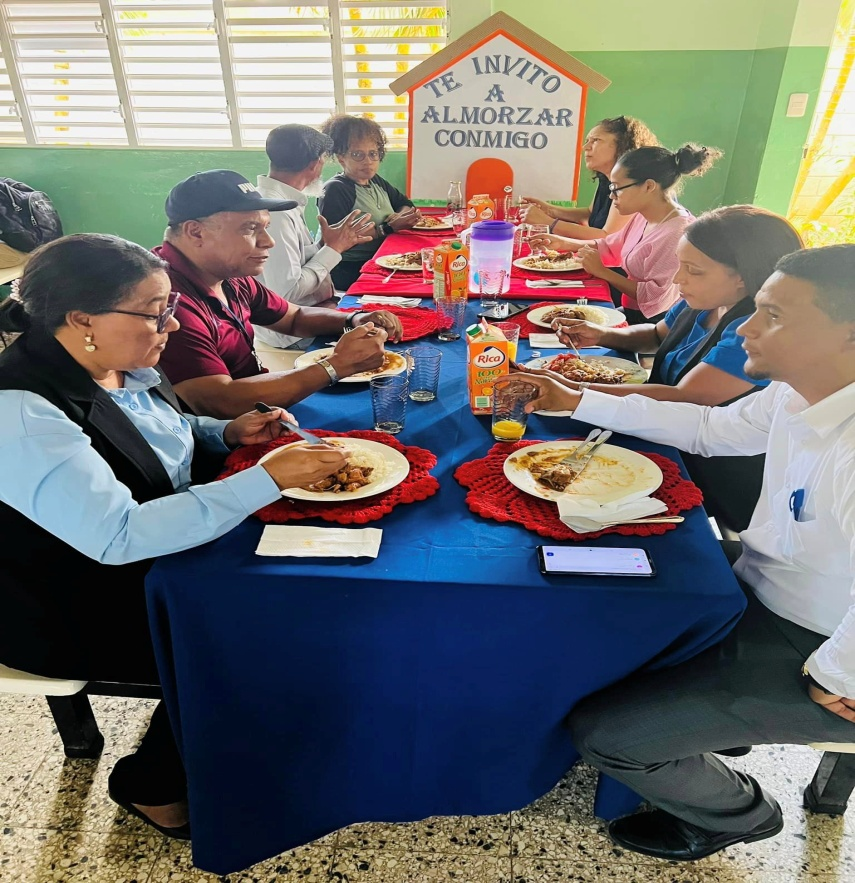 TE INVITO
A
ALMORZAR
CONMIGO
Rica
Rica
100